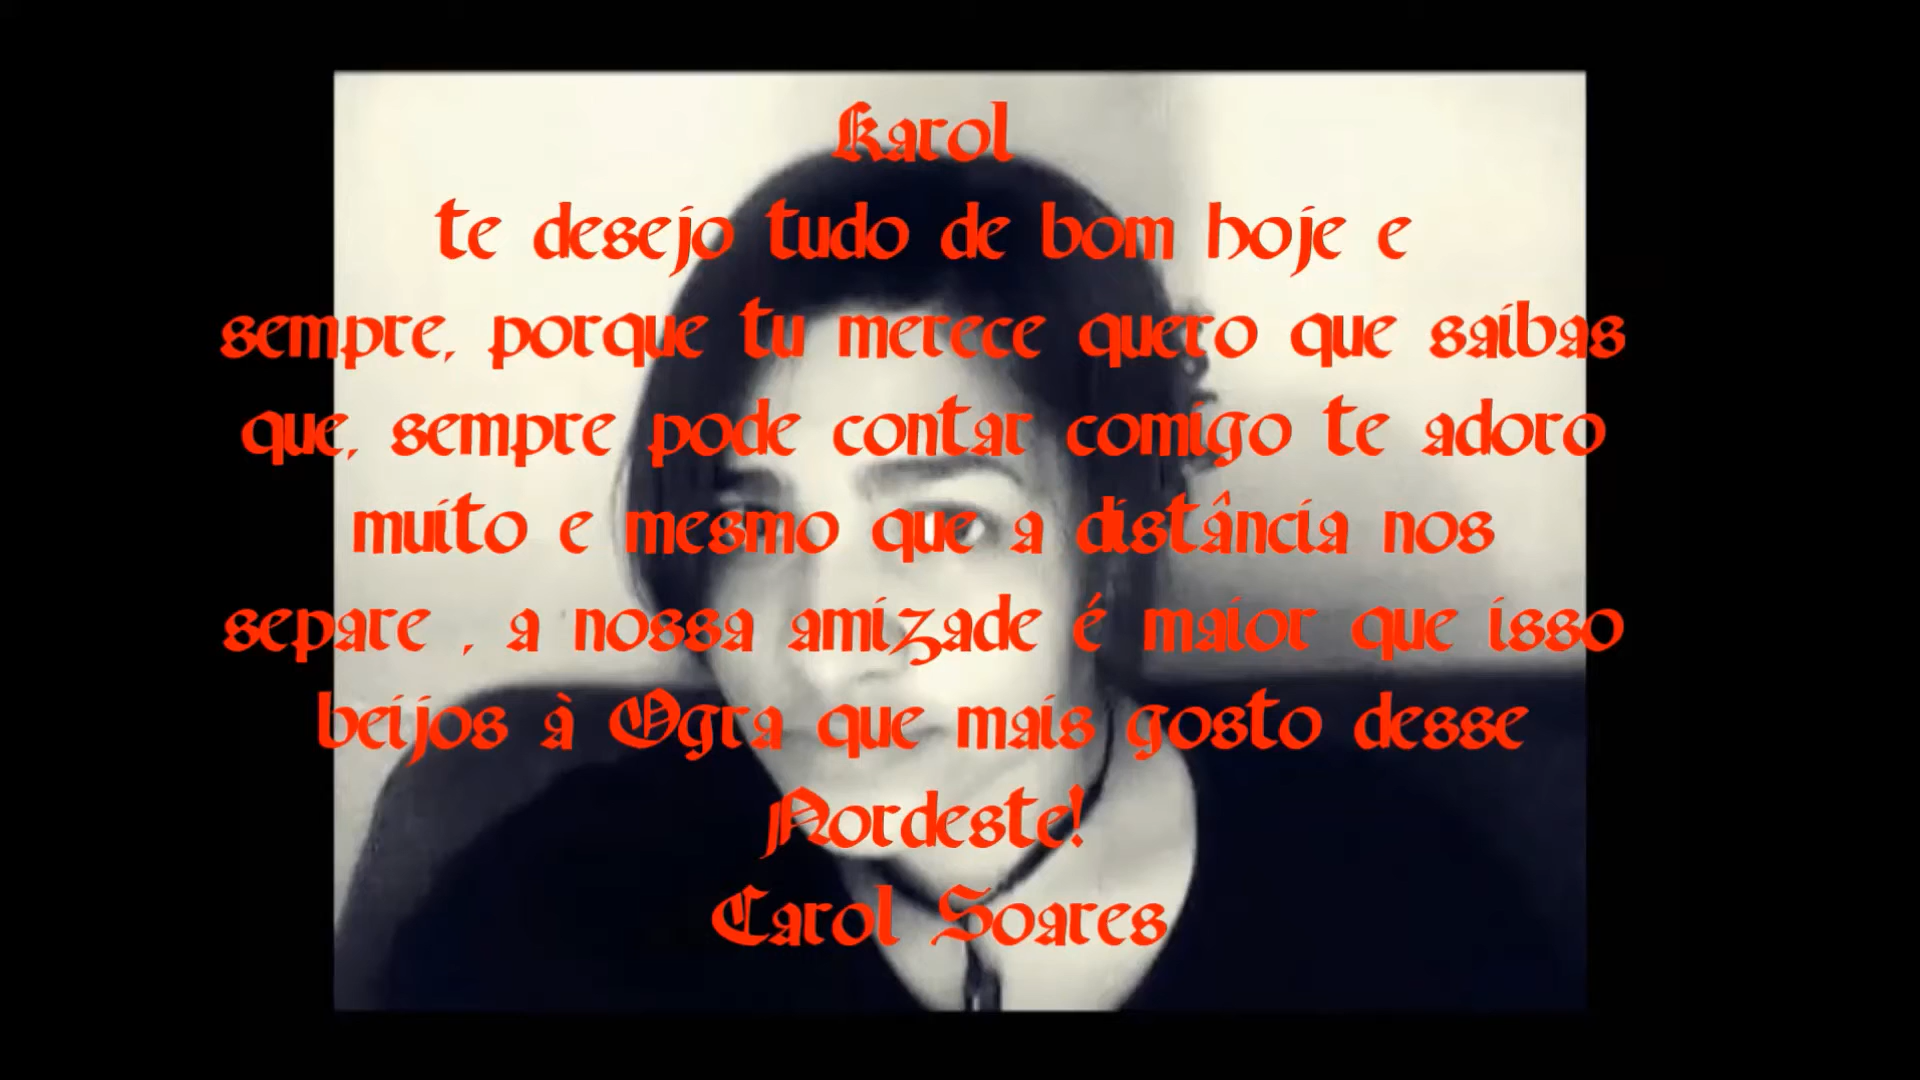 Karol
te desejo tudo de bom hoje e
sempre, porque tu merece quero que saibas
que, sempre pode contar comigo te adoro
muito e mesmo que a distância nos
separe , a nossa amizade é maior que isso
beijos à Ogra que mais gosto desse
Nordeste!
Carol Soares